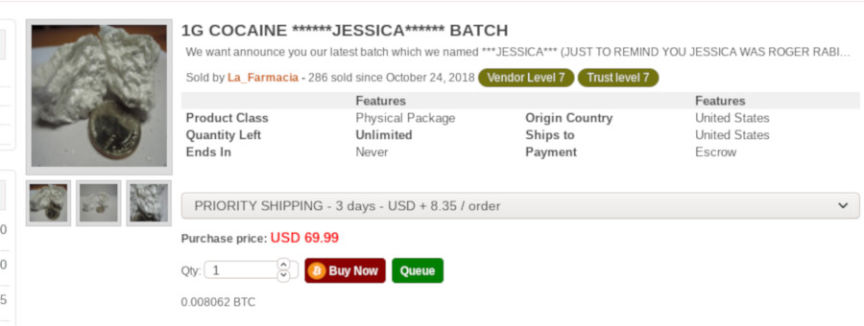 1G COCAINE ******JESSICA****** BATCH
We want announce you our latest batch which we named ***JESSICA*** (JUST TO REMIND YOU JESSICA WAS ROGER RABI...
Sold by La_Farmacia - 286 sold since October 24, 2018 Vendor Level 7 Trust level 7
Features Features
Product Class Physical Package Origin Country United States
Quantity Left Unlimited Ships to United States
Ends In Never Payment Escrow
PRIORITY SHIPPING - 3 days - USD + 8.35 / order
Purchase price: USD 69.99
Qty: 1 Buy Now Queue
0.008062 BTC
0
0
5